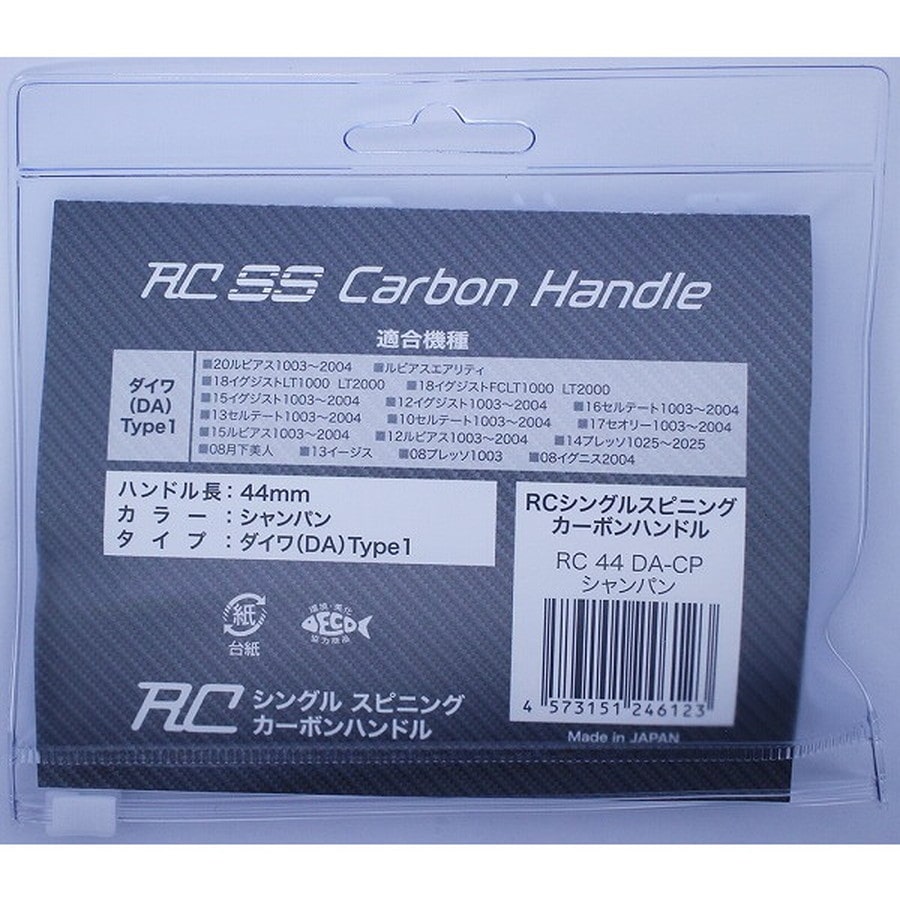 RC SS Carbon Handle
適合機種
ダイワ
(DA)
Type1
■20ルビアス1003～2004 ■ルビアスエアリティ
■18イグジストLT1000 LT2000 ■18イグジストFCLT1000 LT2000
■15イグジスト1003～2004 ■12イグジスト1003～2004 ■16セルテート1003～2004
■13セルテート1003～2004 ■10セルテート1003～2004 ■17セオリー1003～2004
■15ルビアス1003～2004 ■12ルビアス1003～2004 ■14プレッソ1025～2025
■08月下美人 ■13イージス ■08プレッソ1003 ■08イグニス2004
ハンドル長：44mm
カラー：シャンパン
タイプ：ダイワ(DA)Type1
RCシングルスピニング
カーボンハンドル
RC 44 DA-CP
シャンパン
4 573151 246123
Made in JAPAN
紙
台紙
環境・美化
ECO
協力商品
RC シングル スピニング
カーボンハンドル